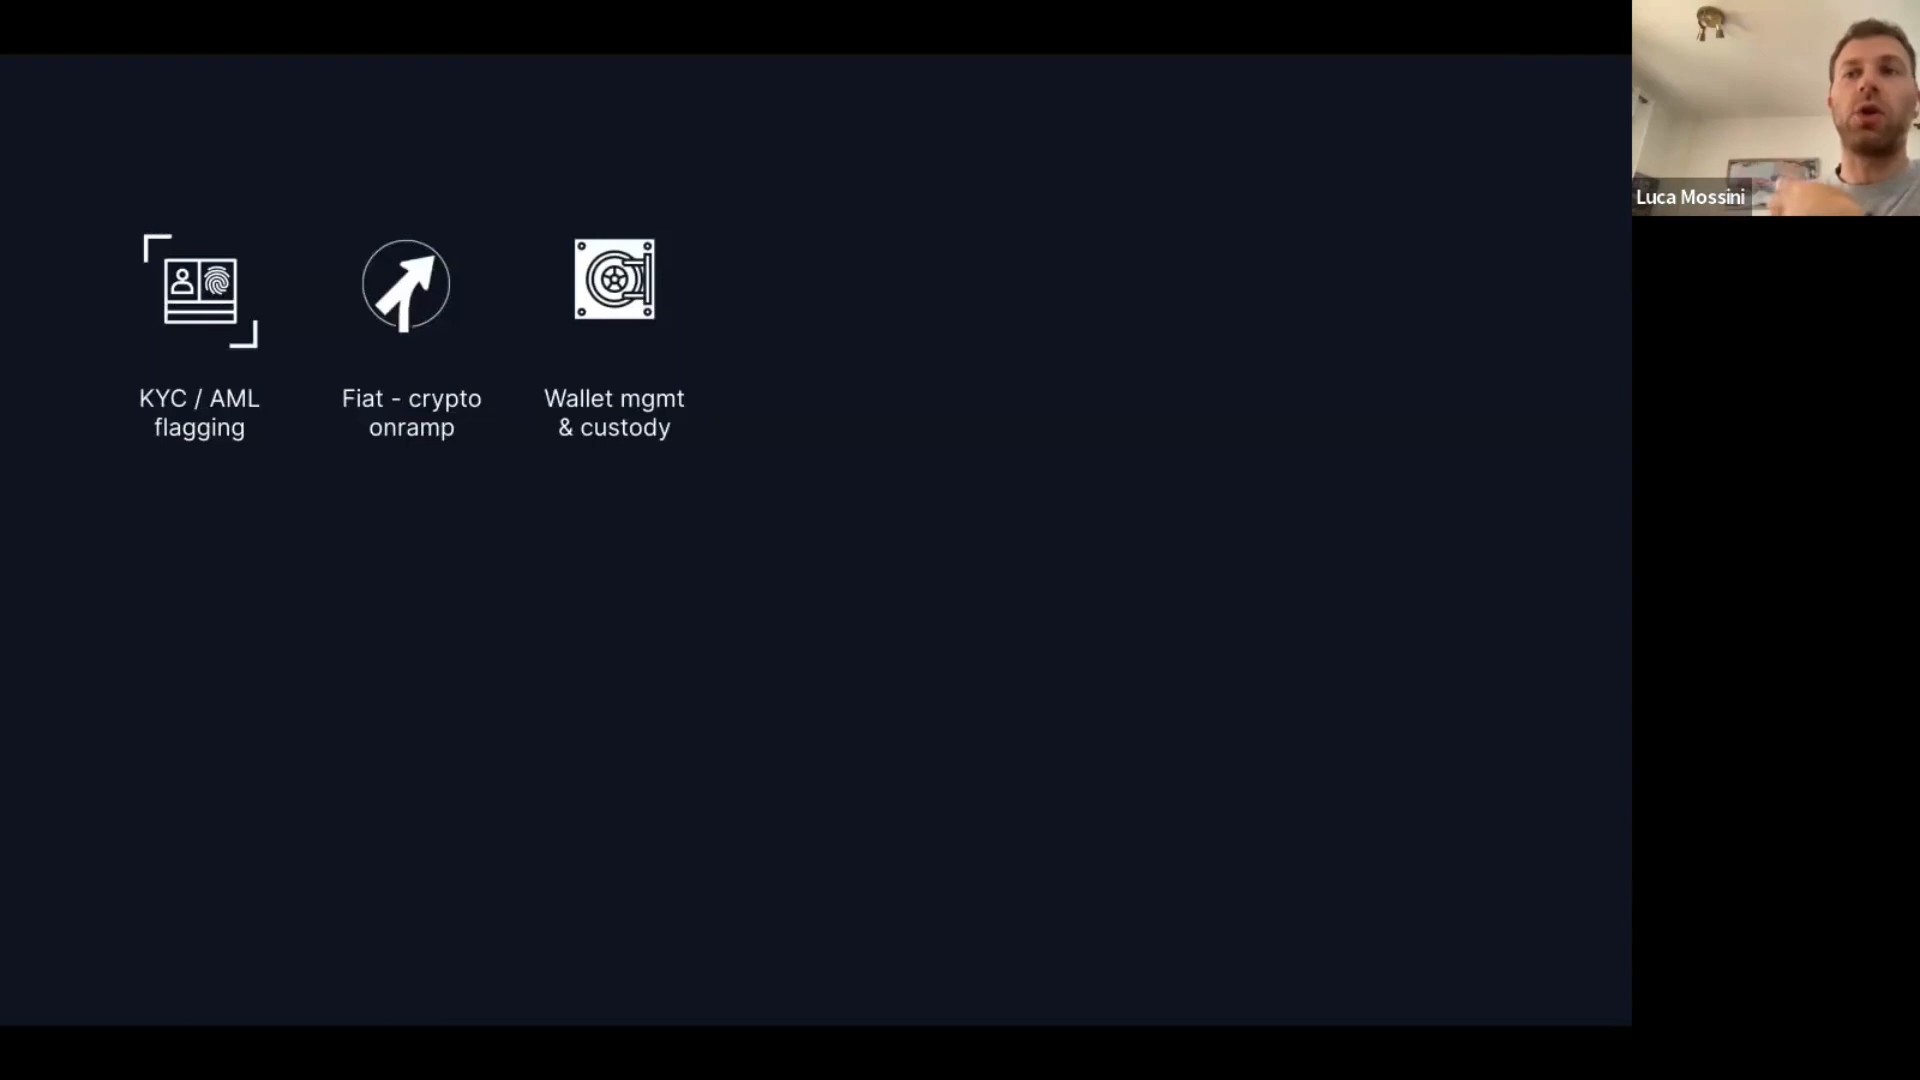 Luca Mossini
KYC / AML
flagging
Fiat - crypto
onramp
Wallet mgmt
& custody